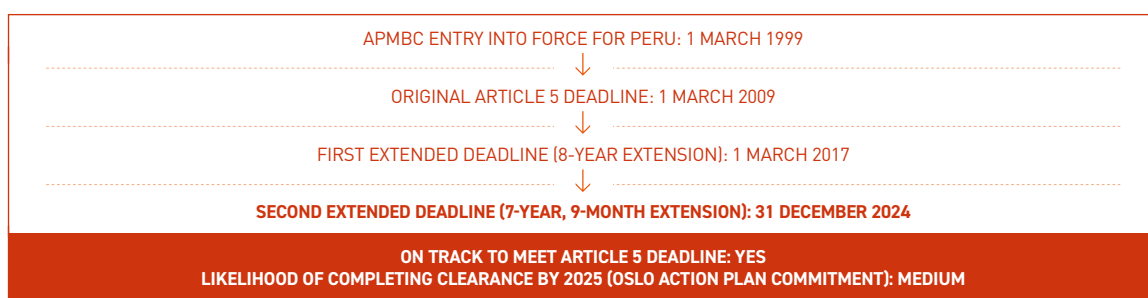 APMBC ENTRY INTO FORCE FOR PERU: 1 MARCH 1999
ORIGINAL ARTICLE 5 DEADLINE: 1 MARCH 2009
FIRST EXTENDED DEADLINE (8-YEAR EXTENSION): 1 MARCH 2017
SECOND EXTENDED DEADLINE (7-YEAR, 9-MONTH EXTENSION): 31 DECEMBER 2024
ON TRACK TO MEET ARTICLE 5 DEADLINE: YES
LIKELIHOOD OF COMPLETING CLEARANCE BY 2025 (OSLO ACTION PLAN COMMITMENT): MEDIUM